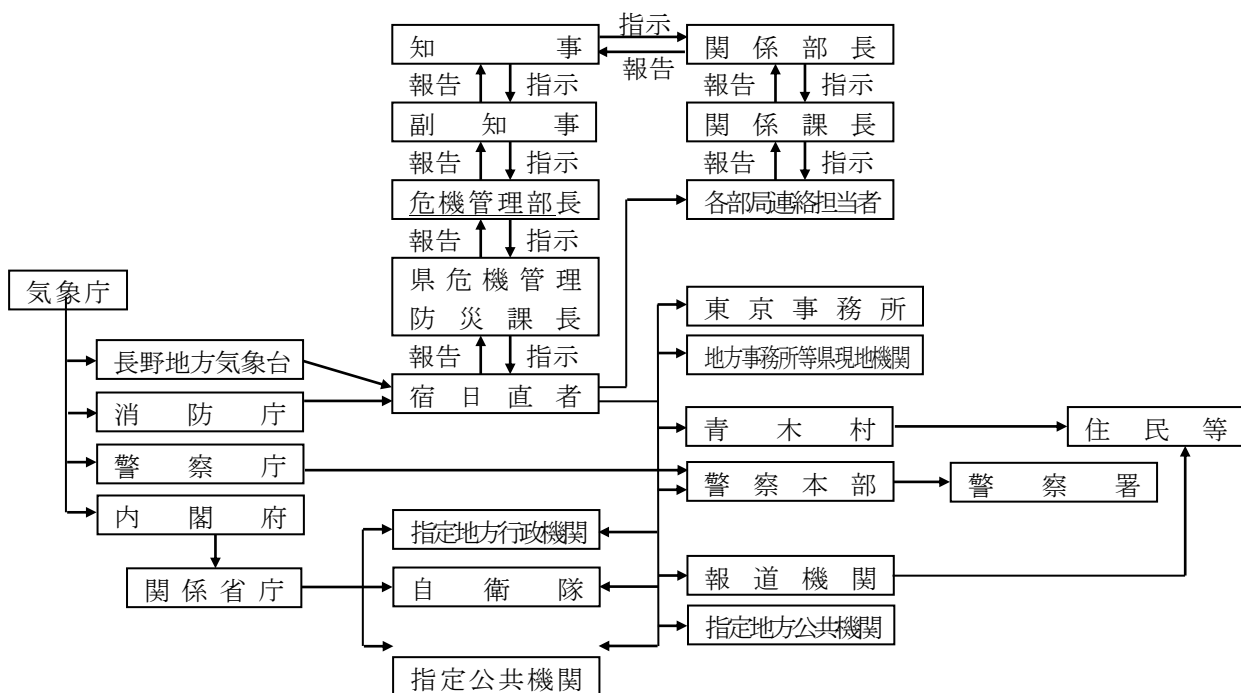 指示
知事
関係部長
報告
報告
指示
報告
指示
副知事
関係課長
報告
指示
報告
指示
危機管理部長
各部局連絡担当者
報告
指示
県危機管理
防災課長
気象庁
東京事務所
長野地方気象台
報告
指示
地方事務所等県現地機関
宿日直者
消防庁
青木村
住民等
警察庁
警察本部
警察署
内閣府
指定地方行政機関
関係省庁
自衛隊
報道機関
指定地方公共機関
指定公共機関